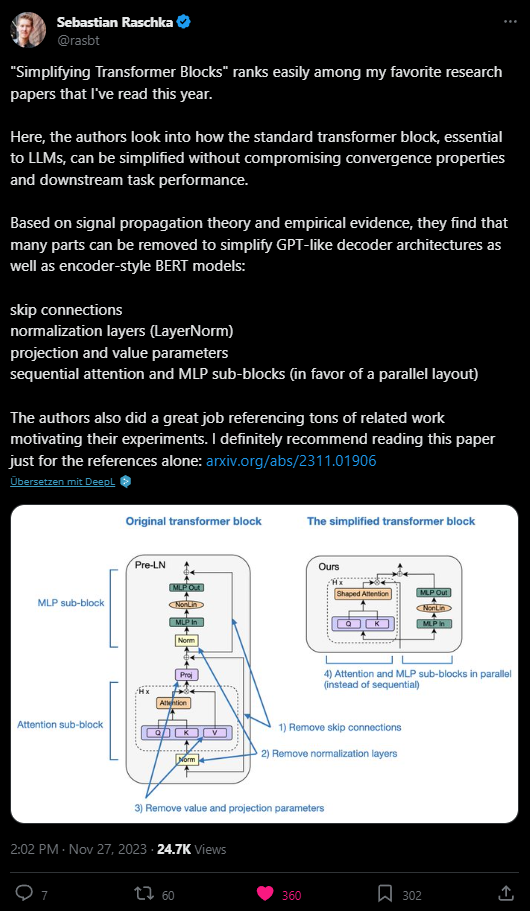 Sebastian Raschka
@rasbt
"Simplifying Transformer Blocks" ranks easily among my favorite research
papers that I've read this year.
Here, the authors look into how the standard transformer block, essential
to LLMs, can be simplified without compromising convergence properties
and downstream task performance.
Based on signal propagation theory and empirical evidence, they find that
many parts can be removed to simplify GPT-like decoder architectures as
well as encoder-style BERT models:
skip connections
normalization layers (LayerNorm)
projection and value parameters
sequential attention and MLP sub-blocks (in favor of a parallel layout)
The authors also did a great job referencing tons of related work
motivating their experiments. I definitely recommend reading this paper
just for the references alone: arxiv.org/abs/2311.01906
Übersetzen mit DeepL
Original transformer block
Pre-LN
MLP sub-block
MLP Out
NonLin
MLP In
Norm
Proj
H x
Attention
Attention sub-block
Q K V
Norm
1) Remove skip connections
2) Remove normalization layers
3) Remove value and projection parameters
The simplified transformer block
Ours
H x
Shaped Attention
Q K
MLP Out
NonLin
MLP In
4) Attention and MLP sub-blocks in parallel
(instead of sequential)
2:02 PM · Nov 27, 2023 · 24.7K Views
7 60 360 302